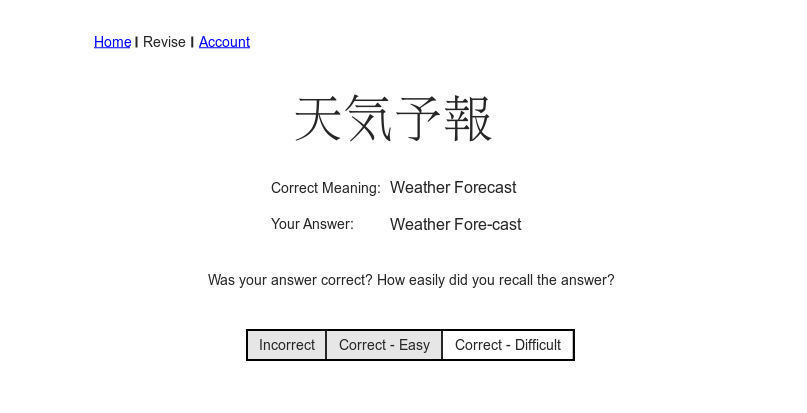 Home | Revise | Account
天気予報
Correct Meaning: Weather Forecast
Your Answer: Weather Fore-cast
Was your answer correct? How easily did you recall the answer?
Incorrect Correct - Easy Correct - Difficult